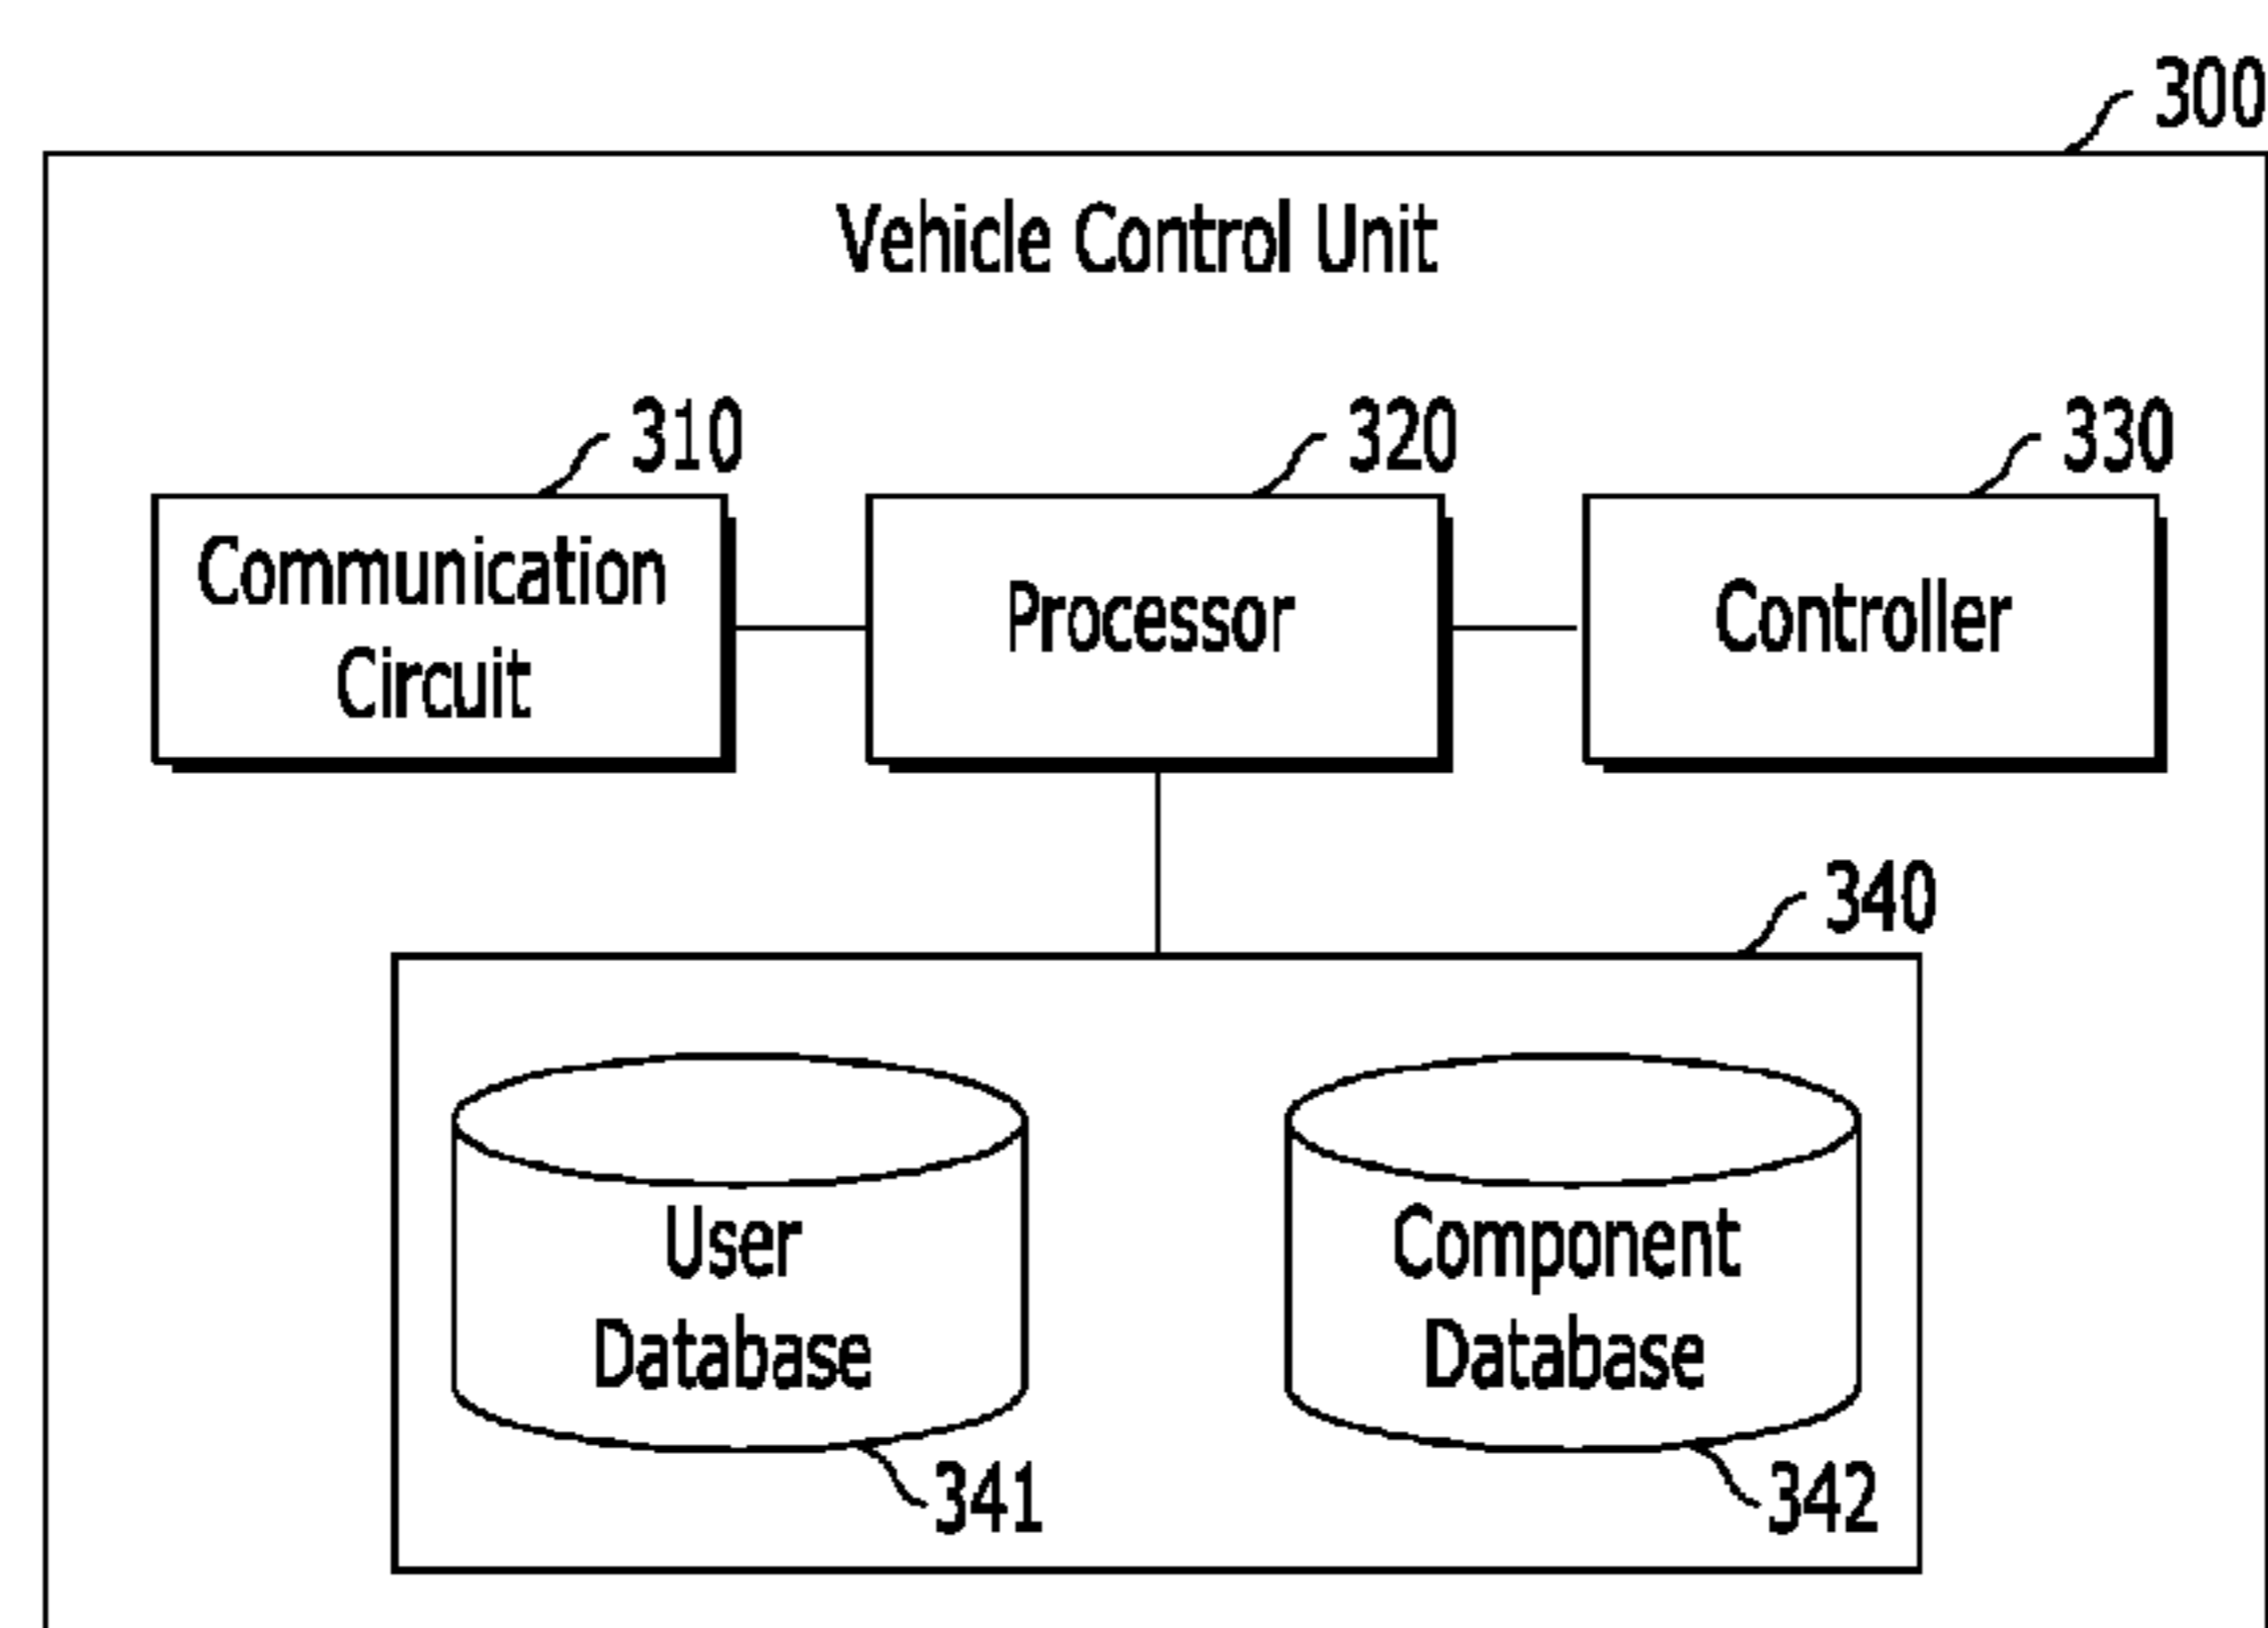 300
Vehicle Control Unit
310
320
330
Communication
Circuit
Processor
Controller
340
User
Database
Component
Database
341
342